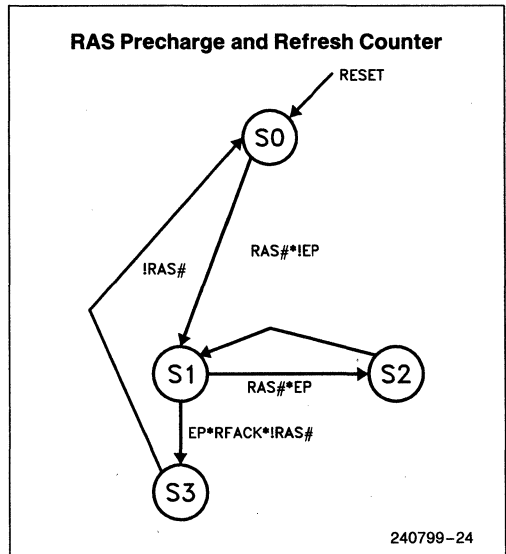 RAS Precharge and Refresh Counter
RESET
S0
RAS#*!EP
!RAS#
S1
RAS#*EP
S2
EP*RFACK*!RAS#
S3
240799-24